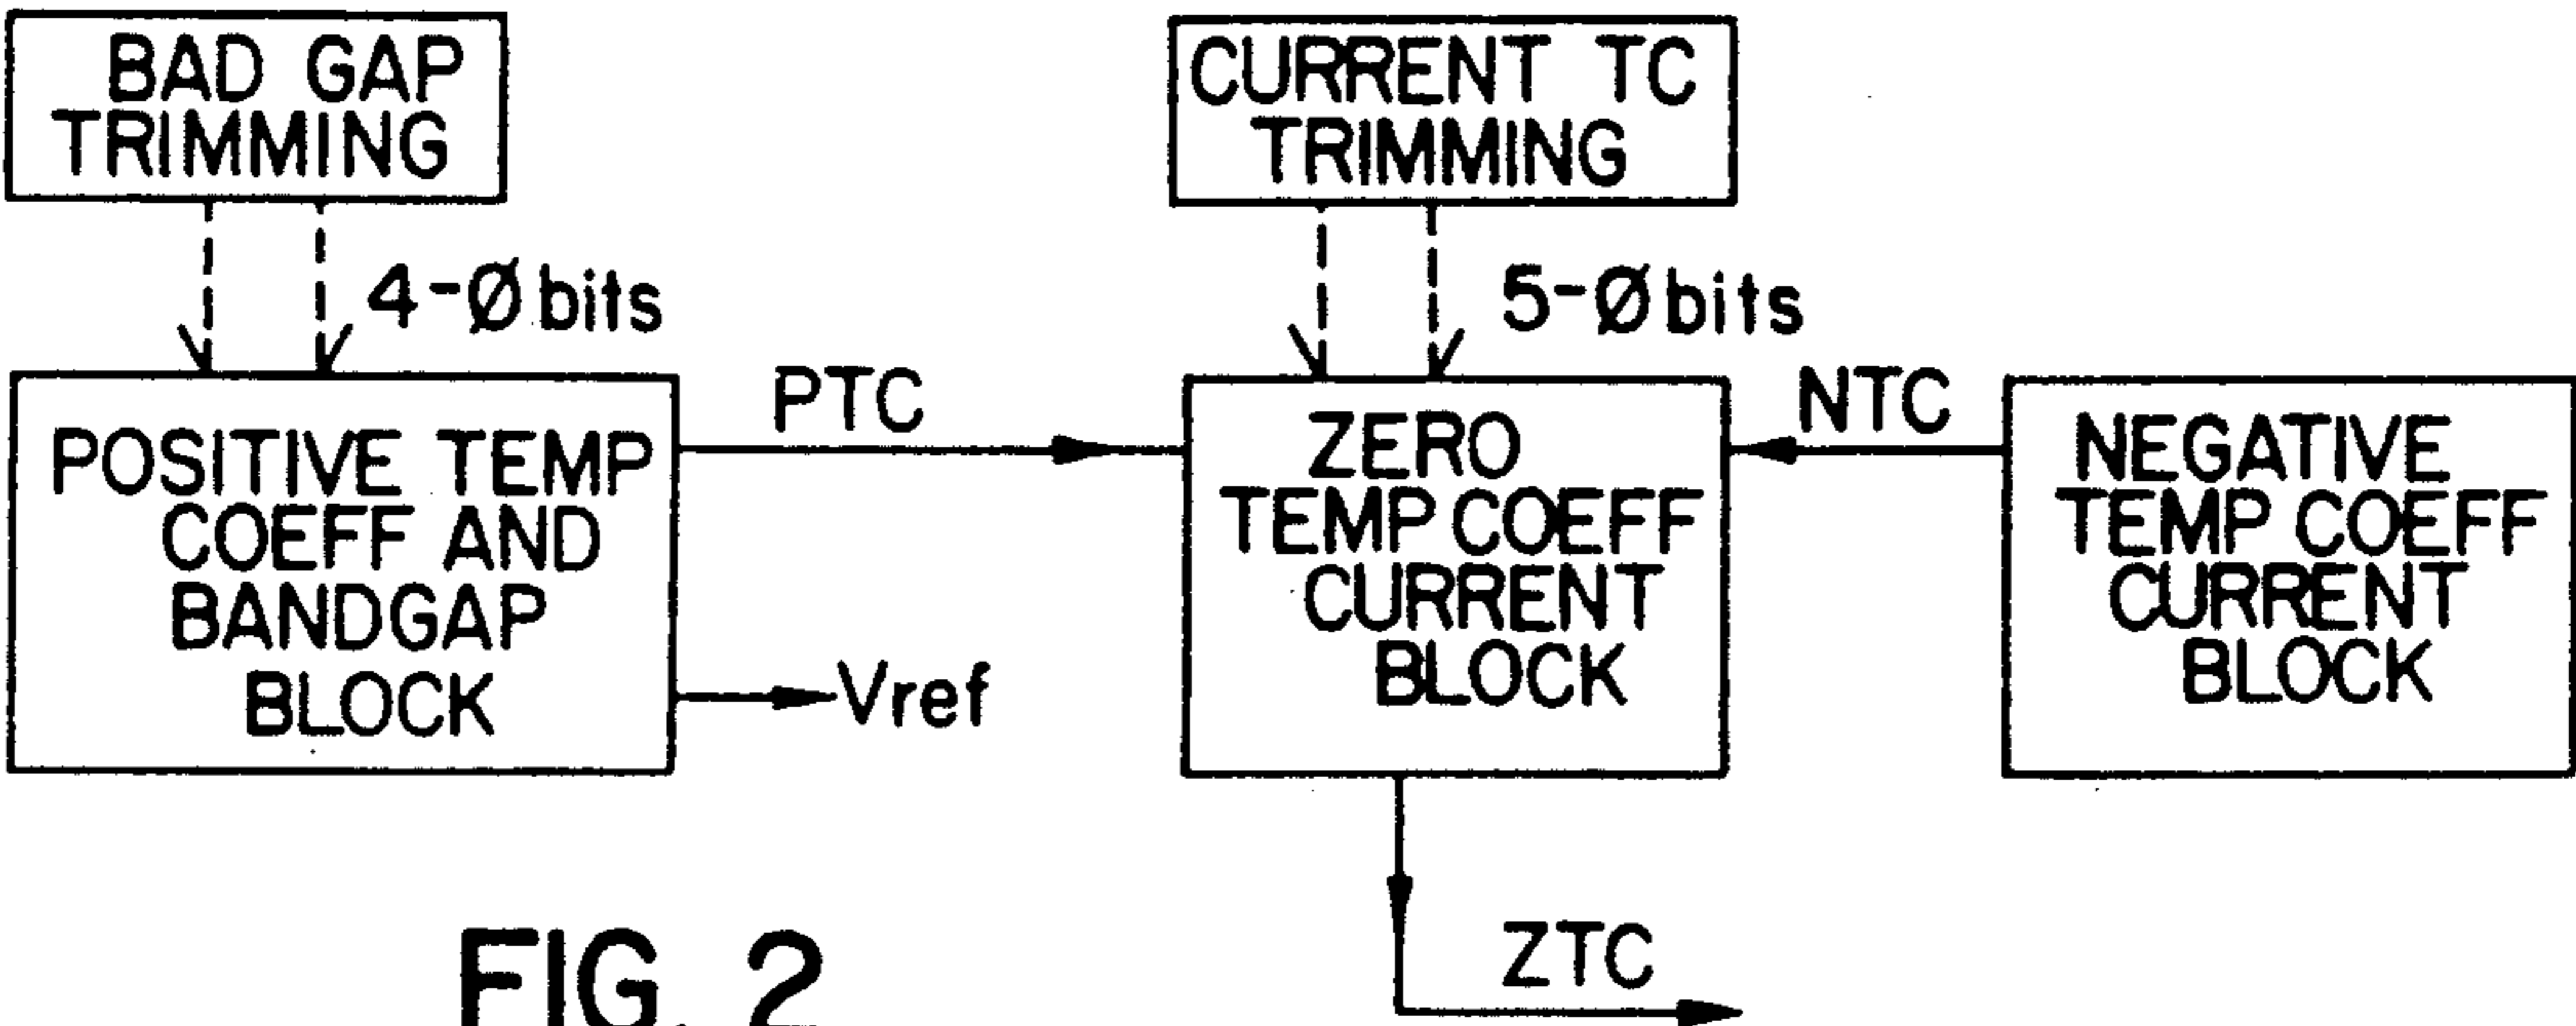 BAD GAP
TRIMMING
CURRENT TC
TRIMMING
4-Ø bits
5-Ø bits
PTC
NTC
POSITIVE TEMP
COEFF AND
BANDGAP
BLOCK
Vref
ZERO
TEMP COEFF
CURRENT
BLOCK
NEGATIVE
TEMP COEFF
CURRENT
BLOCK
ZTC
FIG. 2